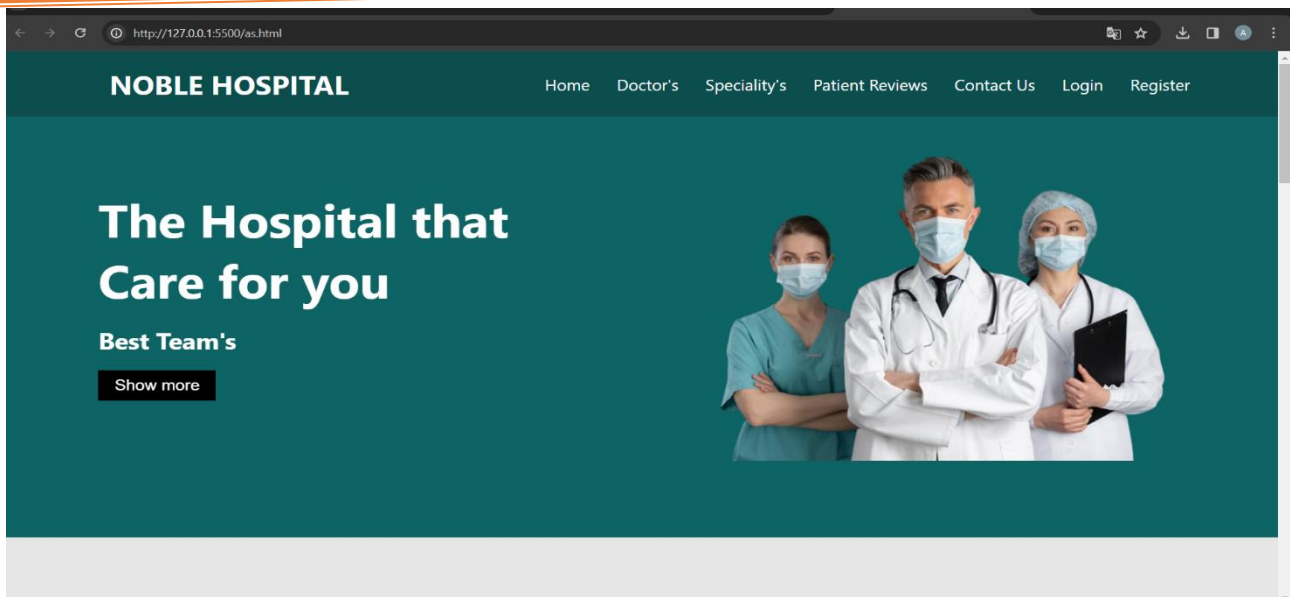 http://127.0.0.1:5500/as.html
A
NOBLE HOSPITAL
Home Doctor's Speciality's Patient Reviews Contact Us Login Register
The Hospital that
Care for you
Best Team's
Show more